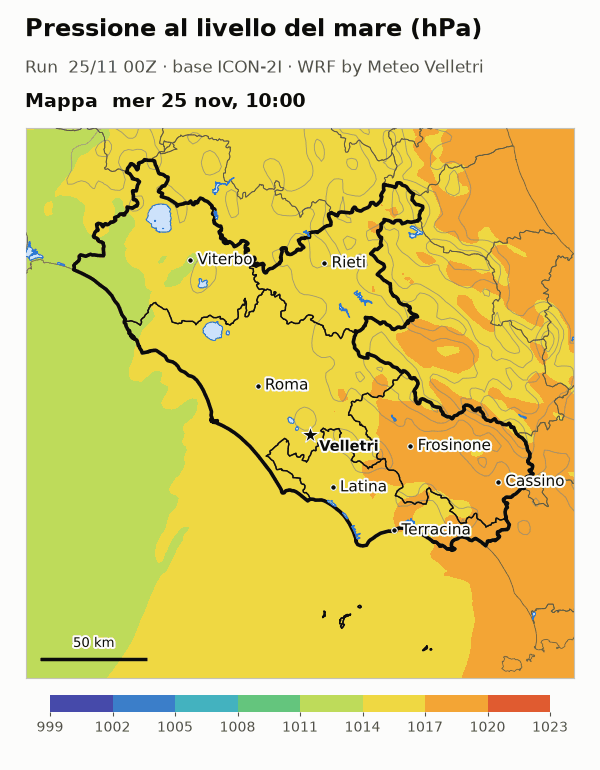 Pressione al livello del mare (hPa)
Run  25/11 00Z · base ICON-2I · WRF by Meteo Velletri
Mappa  mer 25 nov, 10:00
Viterbo
Rieti
Roma
Velletri
Frosinone
Cassino
Latina
Terracina
50 km
999 1002 1005 1008 1011 1014 1017 1020 1023